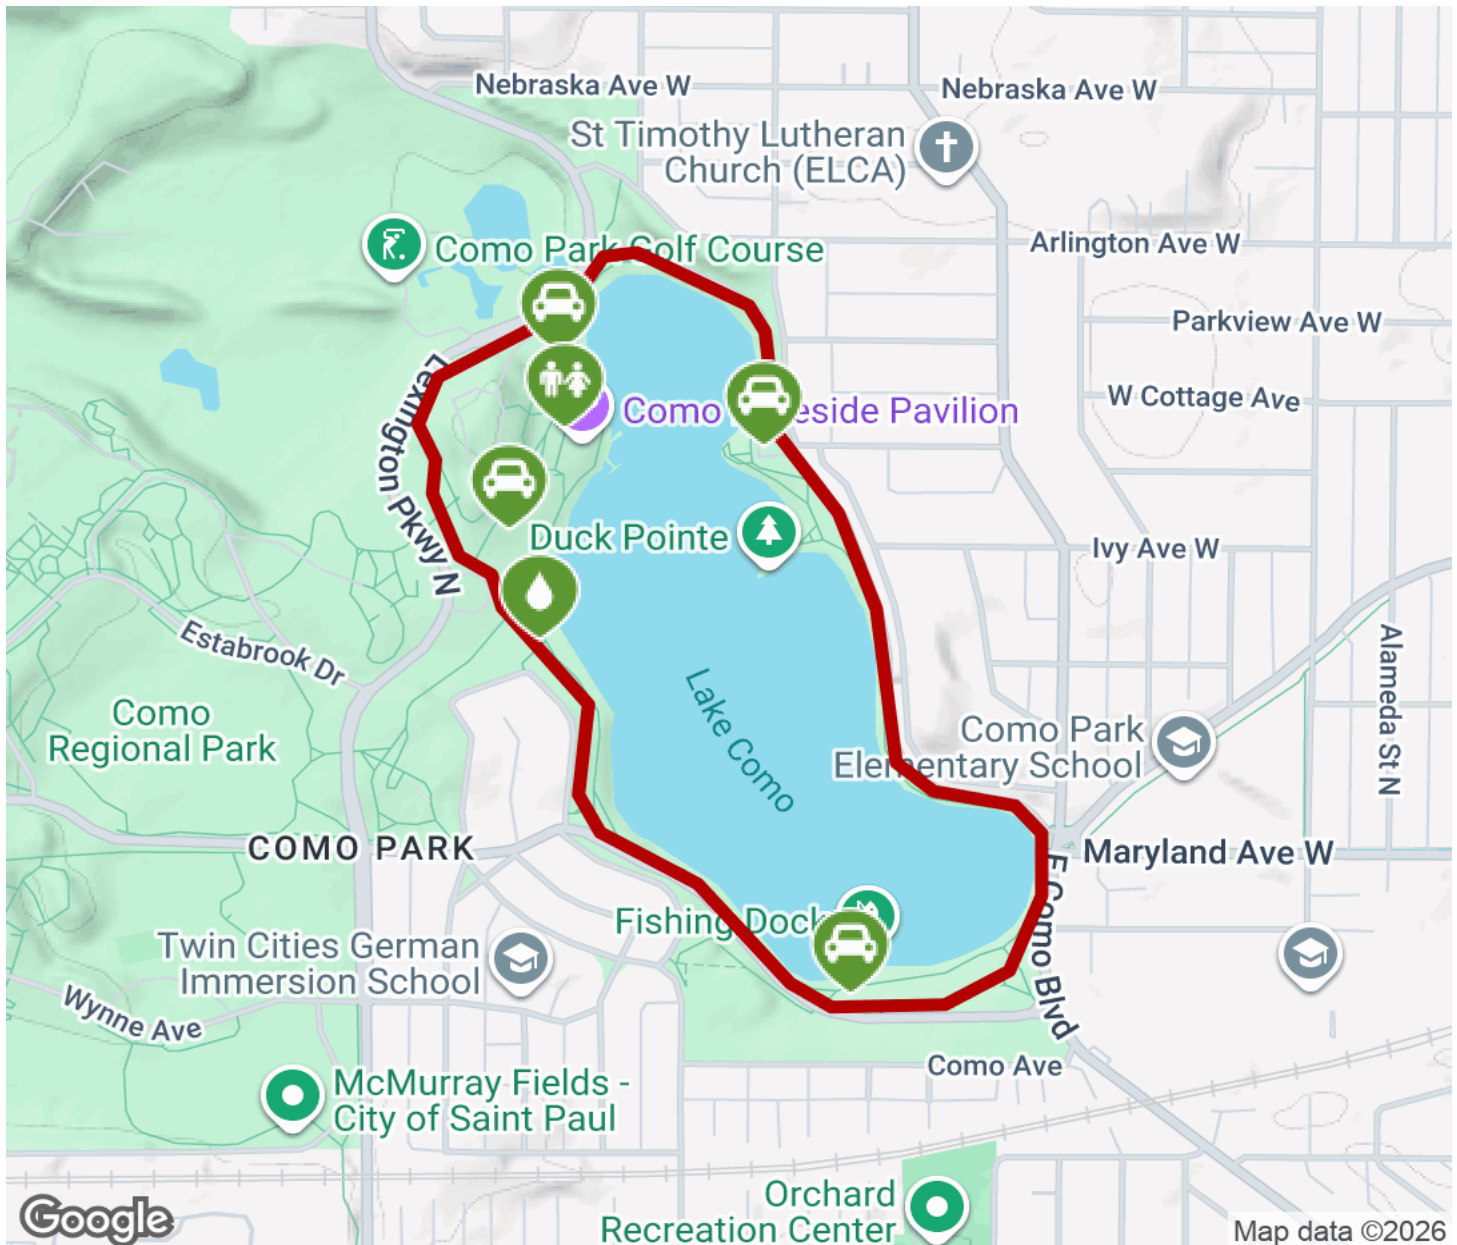 Nebraska Ave W
Nebraska Ave W
St Timothy Lutheran
Church (ELCA)
Como Park Golf Course
Arlington Ave W
Parkview Ave W
Lexington Pkwy N
W Cottage Ave
Como
eside Pavilion
Duck Pointe
Ivy Ave W
Estabrook Dr
Alameda St N
Como
Regional Park
Lake Como
Como Park
Elementary School
COMO PARK
Maryland Ave W
E Como Blvd
Fishing Dock
Twin Cities German
Immersion School
Wynne Ave
Como Ave
McMurray Fields -
City of Saint Paul
Orchard
Recreation Center
Google
Map data ©2026